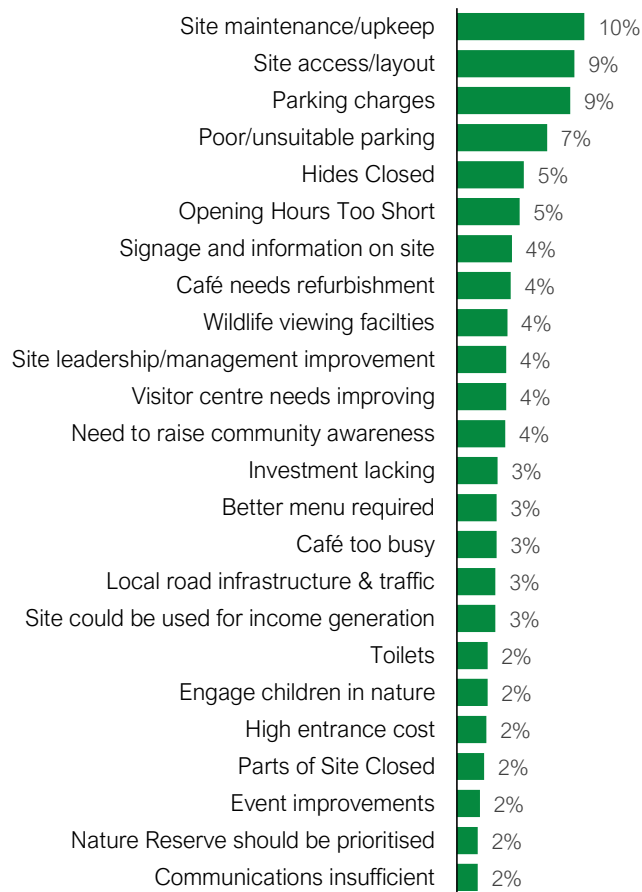 Site maintenance/upkeep 10%
Site access/layout 9%
Parking charges 9%
Poor/unsuitable parking 7%
Hides Closed 5%
Opening Hours Too Short 5%
Signage and information on site 4%
Café needs refurbishment 4%
Wildlife viewing facilties 4%
Site leadership/management improvement 4%
Visitor centre needs improving 4%
Need to raise community awareness 4%
Investment lacking 3%
Better menu required 3%
Café too busy 3%
Local road infrastructure & traffic 3%
Site could be used for income generation 3%
Toilets 2%
Engage children in nature 2%
High entrance cost 2%
Parts of Site Closed 2%
Event improvements 2%
Nature Reserve should be prioritised 2%
Communications insufficient 2%